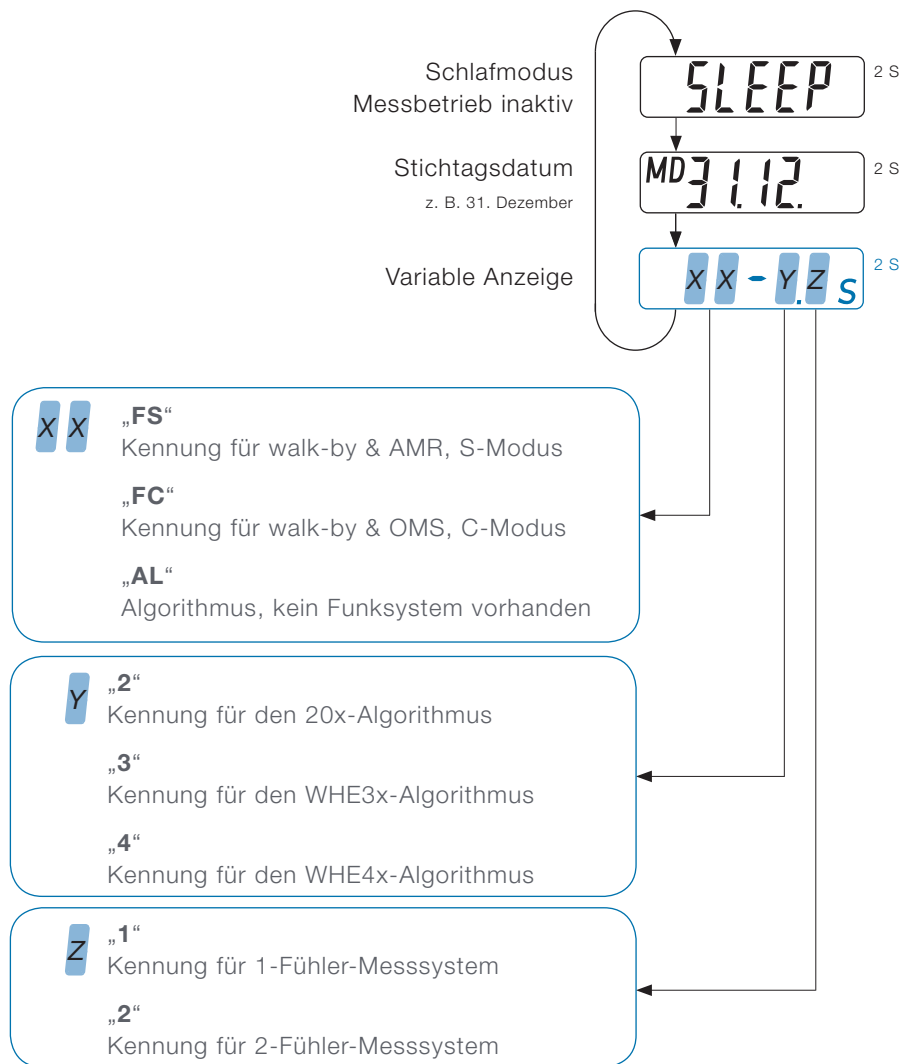 Schlafmodus
Messbetrieb inaktiv
SLEEP
2 S
Stichtagsdatum
z. B. 31. Dezember
MD 31.12.
2 S
Variable Anzeige
X X - Y.Z S
2 S
X X
„FS“
Kennung für walk-by & AMR, S-Modus
„FC“
Kennung für walk-by & OMS, C-Modus
„AL“
Algorithmus, kein Funksystem vorhanden
Y
„2“
Kennung für den 20x-Algorithmus
„3“
Kennung für den WHE3x-Algorithmus
„4“
Kennung für den WHE4x-Algorithmus
Z
„1“
Kennung für 1-Fühler-Messsystem
„2“
Kennung für 2-Fühler-Messsystem